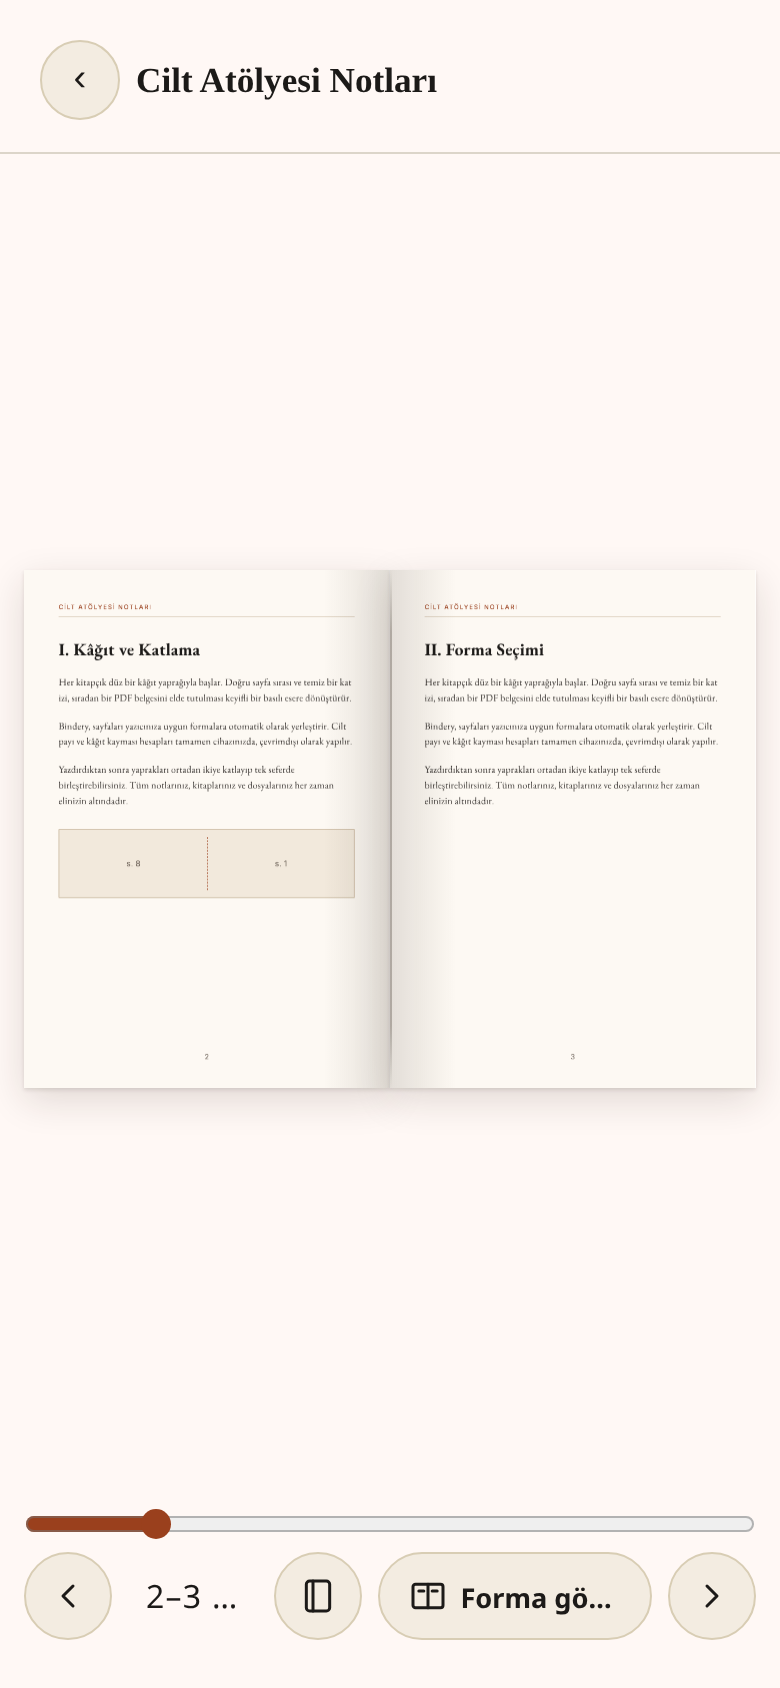 Cilt Atölyesi Notları
CİLT ATÖLYESİ NOTLARI
I. Kâğıt ve Katlama
Her kitapçık düz bir kâğıt yaprağıyla başlar. Doğru sayfa sırası ve temiz bir kat
izi, sıradan bir PDF belgesini elde tutulması keyifli bir basılı esere dönüştürür.
Bindery, sayfaları yazıcınıza uygun formalara otomatik olarak yerleştirir. Cilt
payı ve kâğıt kayması hesapları tamamen cihazınızda, çevrimdışı olarak yapılır.
Yazdırdıktan sonra yaprakları ortadan ikiye katlayıp tek seferde
birleştirebilirsiniz. Tüm notlarınız, kitaplarınız ve dosyalarınız her zaman
elinizin altındadır.
s. 8
s. 1
2
CİLT ATÖLYESİ NOTLARI
II. Forma Seçimi
Her kitapçık düz bir kâğıt yaprağıyla başlar. Doğru sayfa sırası ve temiz bir kat
izi, sıradan bir PDF belgesini elde tutulması keyifli bir basılı esere dönüştürür.
Bindery, sayfaları yazıcınıza uygun formalara otomatik olarak yerleştirir. Cilt
payı ve kâğıt kayması hesapları tamamen cihazınızda, çevrimdışı olarak yapılır.
Yazdırdıktan sonra yaprakları ortadan ikiye katlayıp tek seferde
birleştirebilirsiniz. Tüm notlarınız, kitaplarınız ve dosyalarınız her zaman
elinizin altındadır.
3
2–3 ...
Forma gö...